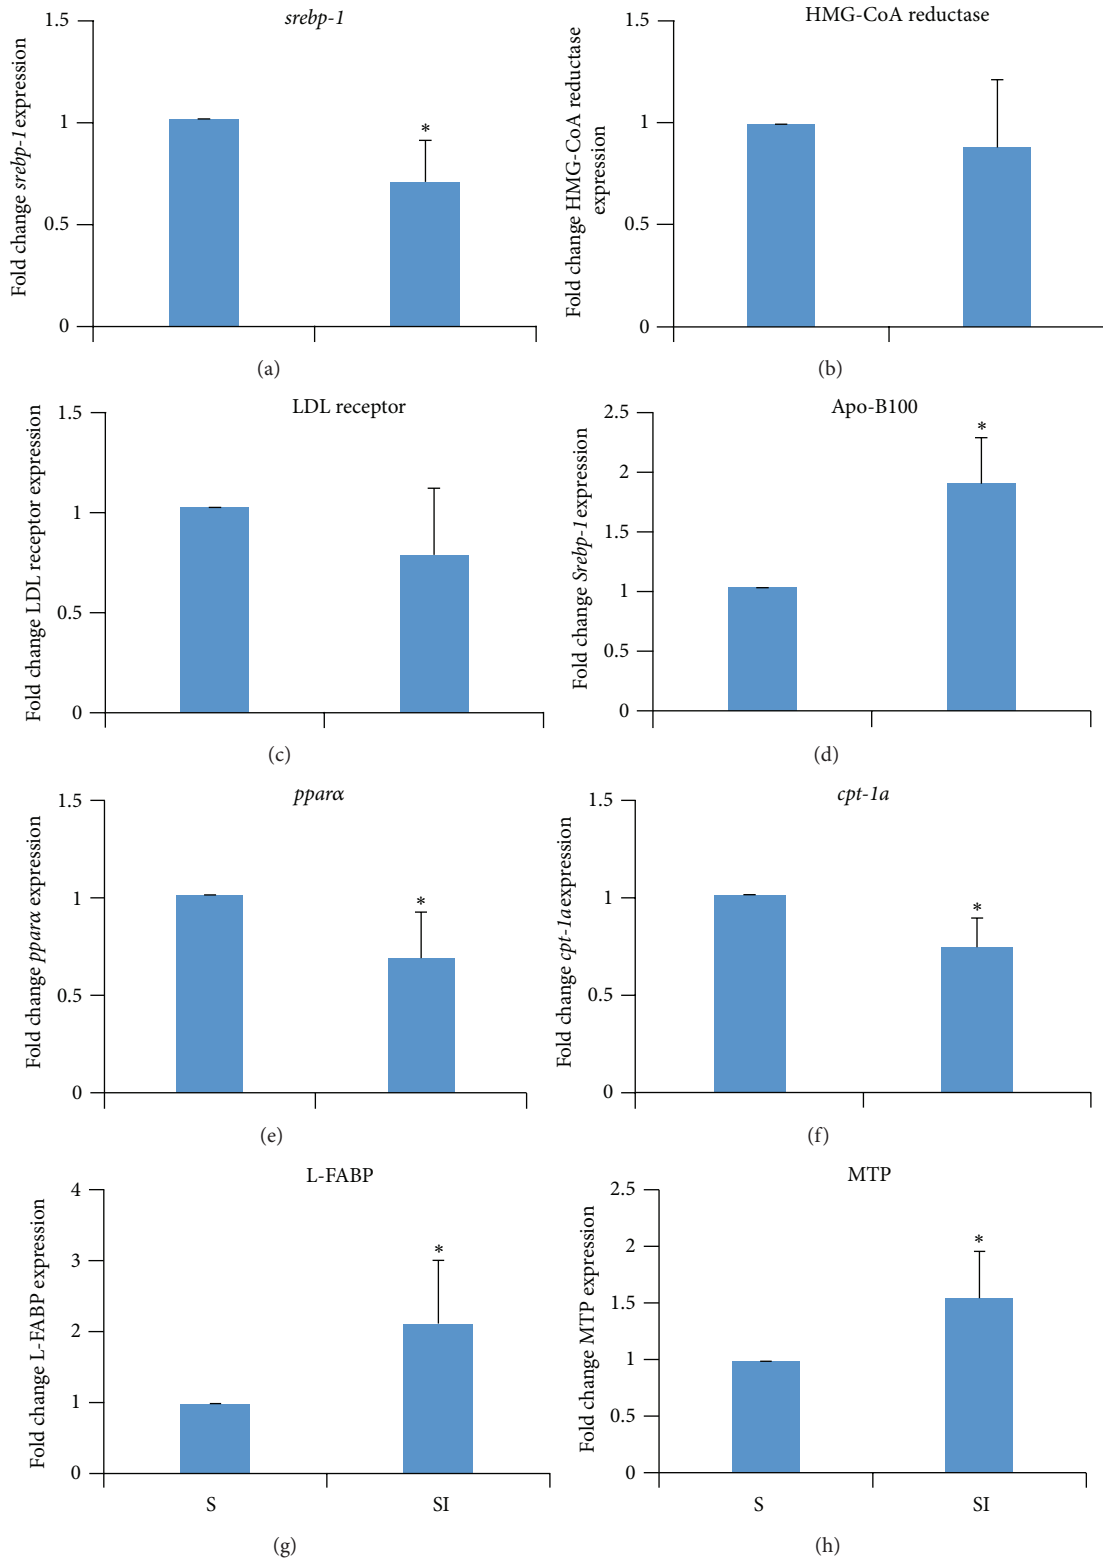 srebp-1
Fold change srebp-1 expression
1.5
1
0.5
0
*
(a)
HMG-CoA reductase
Fold change HMG-CoA reductase
expression
1.5
1
0.5
0
(b)
LDL receptor
Fold change LDL receptor expression
1.5
1
0.5
0
(c)
Apo-B100
Fold change Srebp-1 expression
2.5
2
1.5
1
0.5
0
*
(d)
pparα
Fold change pparα expression
1.5
1
0.5
0
*
(e)
cpt-1a
Fold change cpt-1a expression
1.5
1
0.5
0
*
(f)
L-FABP
Fold change L-FABP expression
4
3
2
1
0
*
S SI
(g)
MTP
Fold change MTP expression
2.5
2
1.5
1
0.5
0
*
S SI
(h)